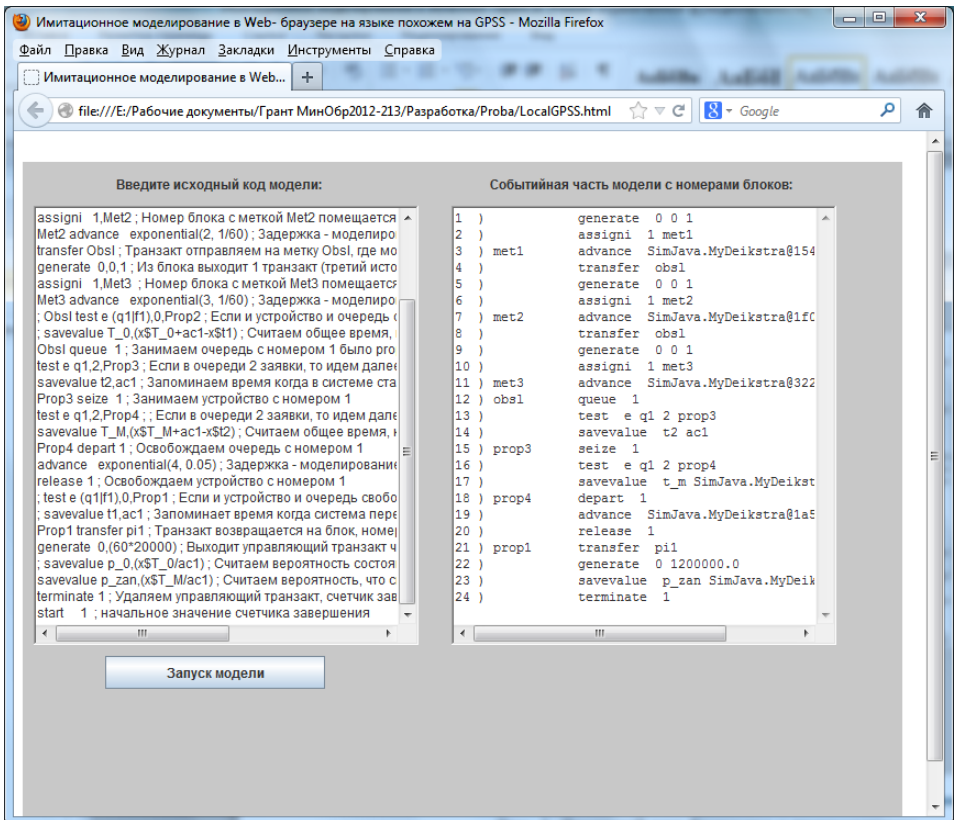 Имитационное моделирование в Web- браузере на языке похожем на GPSS - Mozilla Firefox
Файл Правка Вид Журнал Закладки Инструменты Справка
Имитационное моделирование в Web... +
file:///E:/Рабочие документы/Грант МинОбр2012-213/Разработка/Proba/LocalGPSS.html 8 Google
Введите исходный код модели:
assigni 1,Met2 ; Номер блока с меткой Met2 помещается
Met2 advance exponential(2, 1/60) ; Задержка - моделиро
transfer Obsl ; Транзакт отправляем на метку Obsl, где мо
generate 0,0,1 ; Из блока выходит 1 транзакт (третий исто
assigni 1,Met3 ; Номер блока с меткой Met3 помещается
Met3 advance exponential(3, 1/60) ; Задержка - моделиро
; Obsl test e (q1|f1),0,Prop2 ; Если и устройство и очередь с
; savevalue T_0,(x$T_0+ac1-x$t1) ; Считаем общее время,
Obsl queue 1 ; Занимаем очередь с номером 1 было pro
test e q1,2,Prop3 ; Если в очереди 2 заявки, то идем далее
savevalue t2,ac1 ; Запоминаем время когда в системе ста
Prop3 seize 1 ; Занимаем устройство с номером 1
test e q1,2,Prop4 ; ; Если в очереди 2 заявки, то идем дале
savevalue T_M,(x$T_M+ac1-x$t2) ; Считаем общее время, н
Prop4 depart 1 ; Освобождаем очередь с номером 1
advance exponential(4, 0.05) ; Задержка - моделирование
release 1 ; Освобождаем устройство с номером 1
; test e (q1|f1),0,Prop1 ; Если и устройство и очередь свобо
; savevalue t1,ac1 ; Запоминает время когда система пере
Prop1 transfer pi1 ; Транзакт возвращается на блок, номер
generate 0,(60*20000) ; Выходит управляющий транзакт ч
; savevalue p_0,(x$T_0/ac1) ; Считаем вероятность состоя
savevalue p_zan,(x$T_M/ac1) ; Считаем вероятность, что с
terminate 1 ; Удаляем управляющий транзакт, счетчик зав
start 1 ; начальное значение счетчика завершения
Запуск модели
Событийная часть модели с номерами блоков:
1 ) generate 0 0 1
2 ) assigni 1 met1
3 ) met1 advance SimJava.MyDeikstra@154
4 ) transfer obsl
5 ) generate 0 0 1
6 ) assigni 1 met2
7 ) met2 advance SimJava.MyDeikstra@1f0
8 ) transfer obsl
9 ) generate 0 0 1
10 ) assigni 1 met3
11 ) met3 advance SimJava.MyDeikstra@322
12 ) obsl queue 1
13 ) test e q1 2 prop3
14 ) savevalue t2 ac1
15 ) prop3 seize 1
16 ) test e q1 2 prop4
17 ) savevalue t_m SimJava.MyDeikst
18 ) prop4 depart 1
19 ) advance SimJava.MyDeikstra@1a5
20 ) release 1
21 ) prop1 transfer pi1
22 ) generate 0 1200000.0
23 ) savevalue p_zan SimJava.MyDeik
24 ) terminate 1